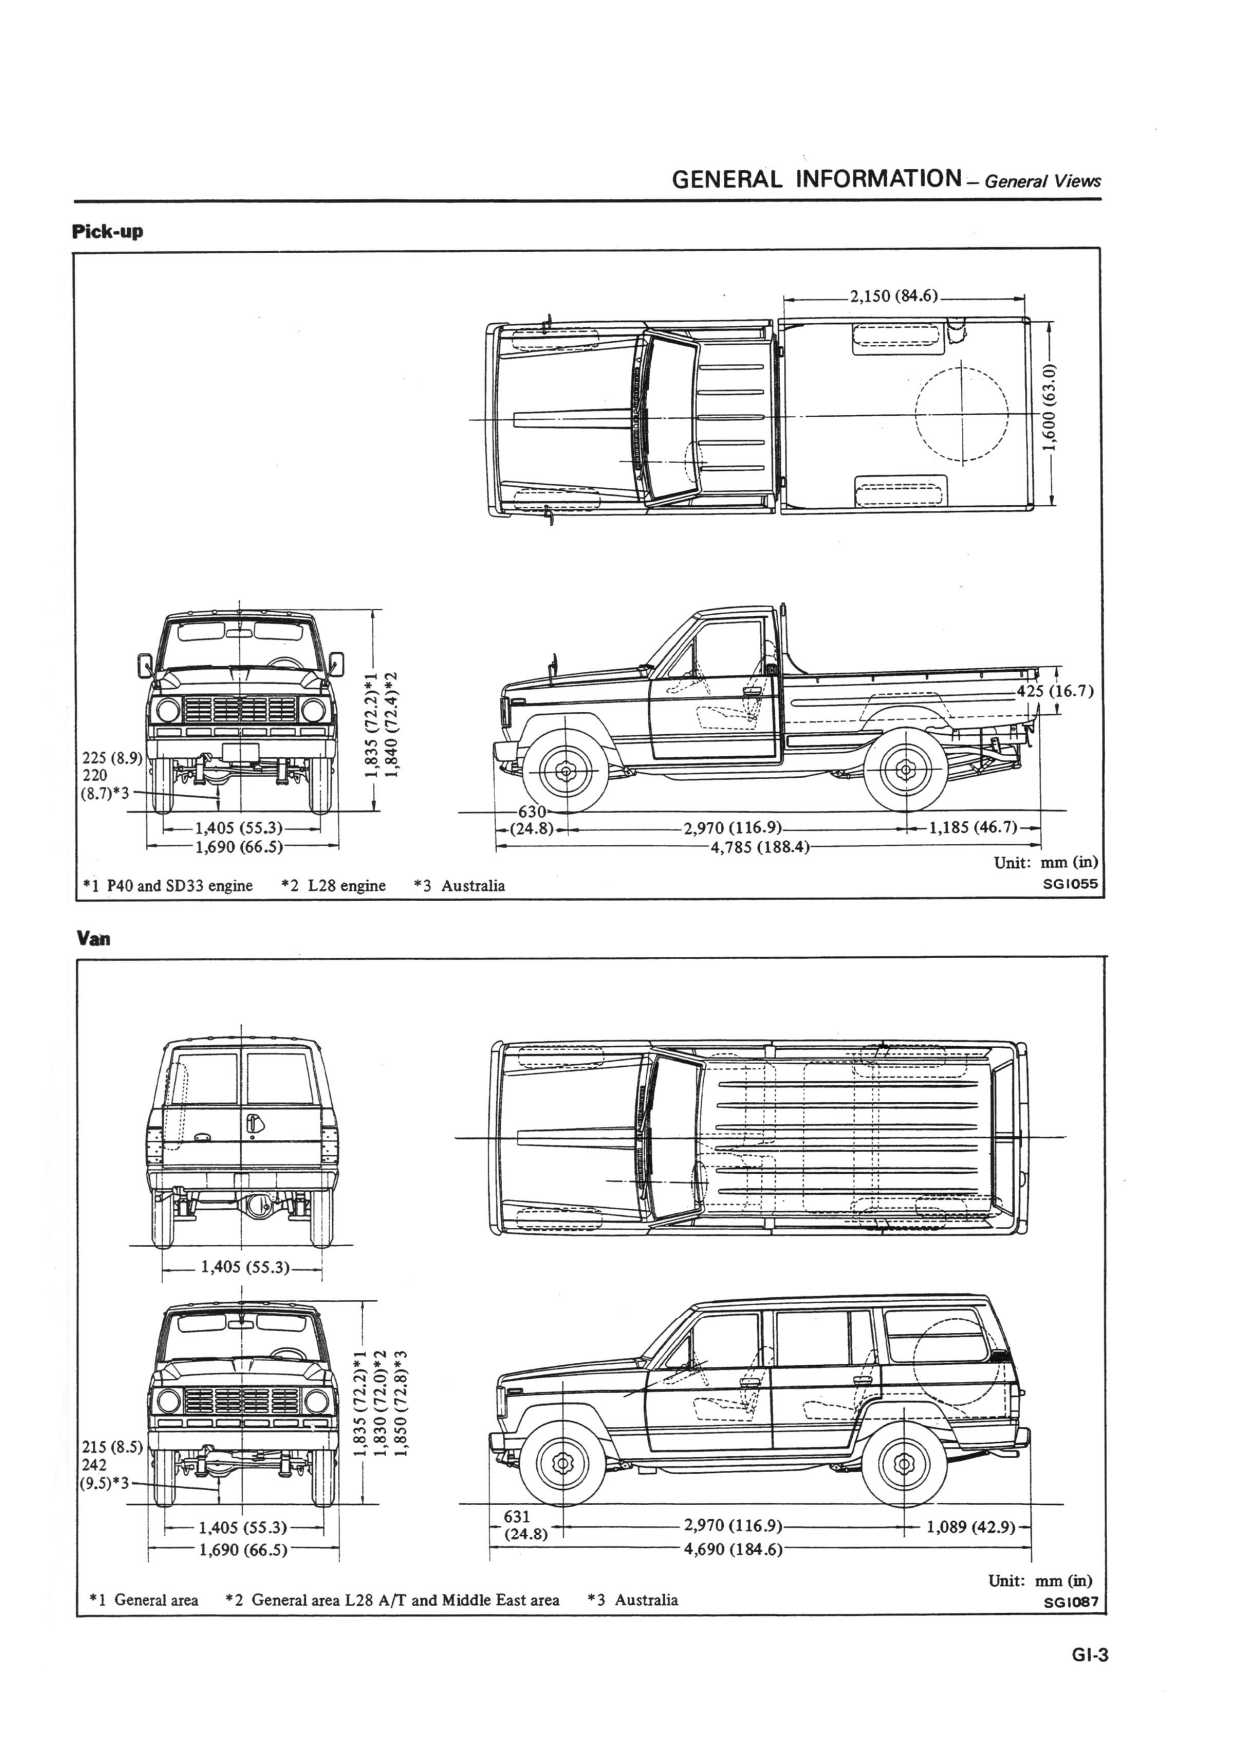 GENERAL INFORMATION – General Views
Pick-up
2,150 (84.6)
1,600 (63.0)
1,835 (72.2)*1
1,840 (72.4)*2
425 (16.7)
225 (8.9)
220
(8.7)*3
1,405 (55.3)
1,690 (66.5)
630
(24.8)
2,970 (116.9)
1,185 (46.7)
4,785 (188.4)
Unit: mm (in)
*1 P40 and SD33 engine *2 L28 engine *3 Australia
SGI055
Van
1,405 (55.3)
1,835 (72.2)*1
1,830 (72.0)*2
1,850 (72.8)*3
215 (8.5)
242
(9.5)*3
1,405 (55.3)
1,690 (66.5)
631
(24.8)
2,970 (116.9)
1,089 (42.9)
4,690 (184.6)
Unit: mm (in)
*1 General area *2 General area L28 A/T and Middle East area *3 Australia
SGI087
GI-3